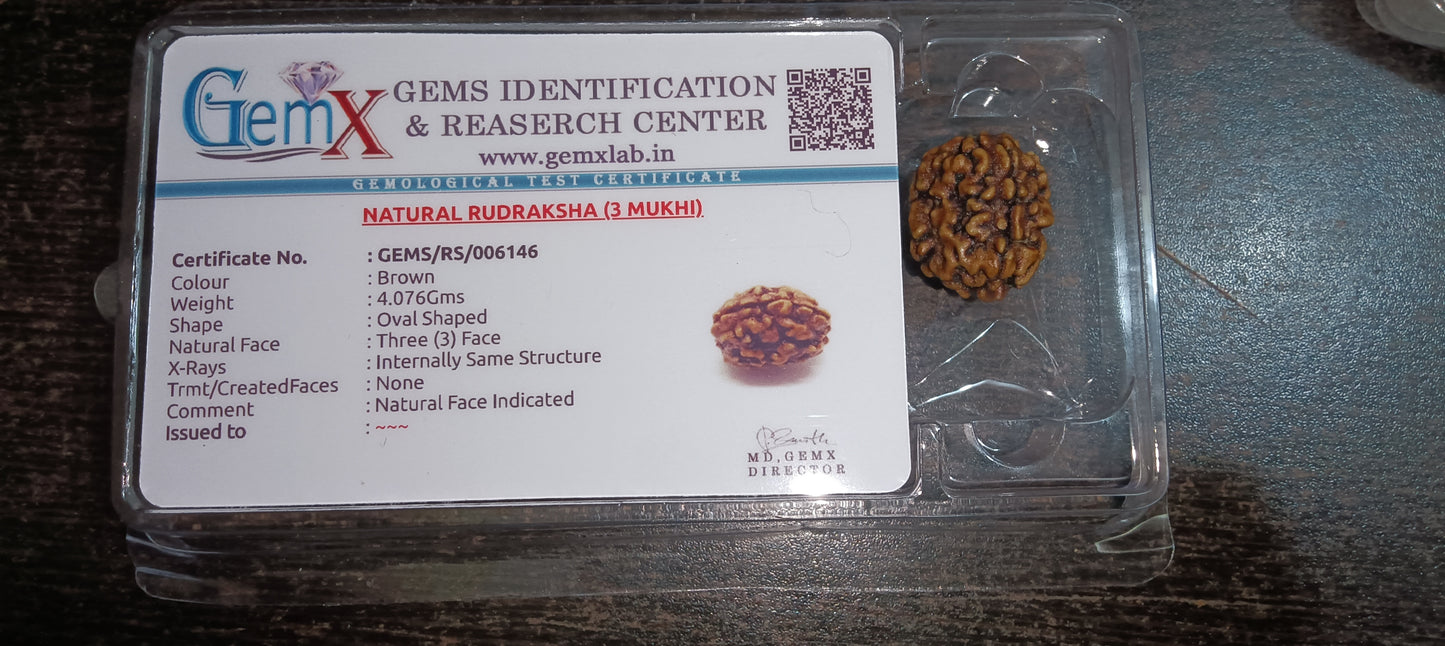 GemX
GEMS IDENTIFICATION
& REASERCH CENTER
www.gemxlab.in
GEMOLOGICAL TEST CERTIFICATE
NATURAL RUDRAKSHA (3 MUKHI)
Certificate No. : GEMS/RS/006146
Colour : Brown
Weight : 4.076Gms
Shape : Oval Shaped
Natural Face : Three (3) Face
X-Rays : Internally Same Structure
Trmt/CreatedFaces : None
Comment : Natural Face Indicated
Issued to : ~~~
MD,GEMX
DIRECTOR